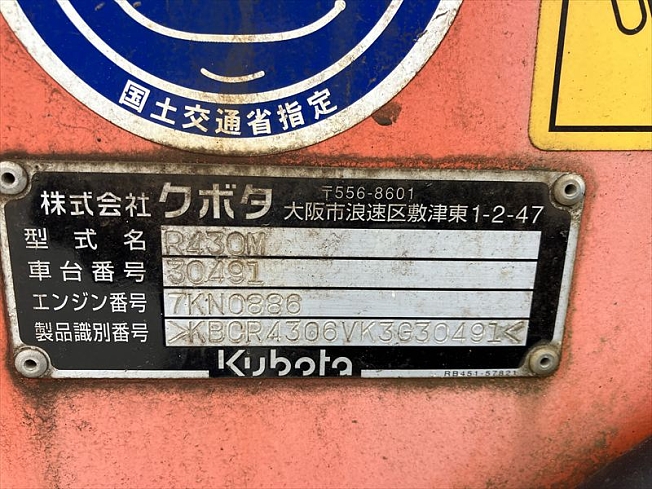 国土交通省指定
株式会社 クボタ 〒556-8601 大阪市浪速区敷津東1-2-47
型式名 R430M
車台番号 30491
エンジン番号 7KN0886
製品識別番号 >KBCR4306VK3G30491<
Kubota
RB451-57821